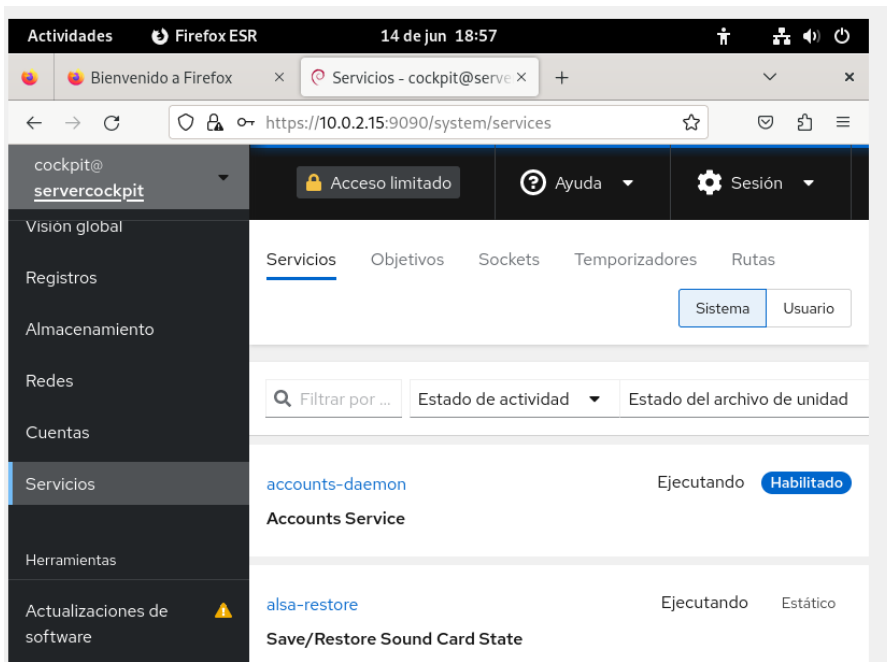 Actividades Firefox ESR 14 de jun 18:57
Bienvenido a Firefox × Servicios - cockpit@serve × +
https://10.0.2.15:9090/system/services
cockpit@
servercockpit
Acceso limitado Ayuda Sesión
Visión global
Registros
Almacenamiento
Redes
Cuentas
Servicios
Herramientas
Actualizaciones de
software
Servicios Objetivos Sockets Temporizadores Rutas
Sistema Usuario
Filtrar por ... Estado de actividad Estado del archivo de unidad
accounts-daemon Ejecutando Habilitado
Accounts Service
alsa-restore Ejecutando Estático
Save/Restore Sound Card State